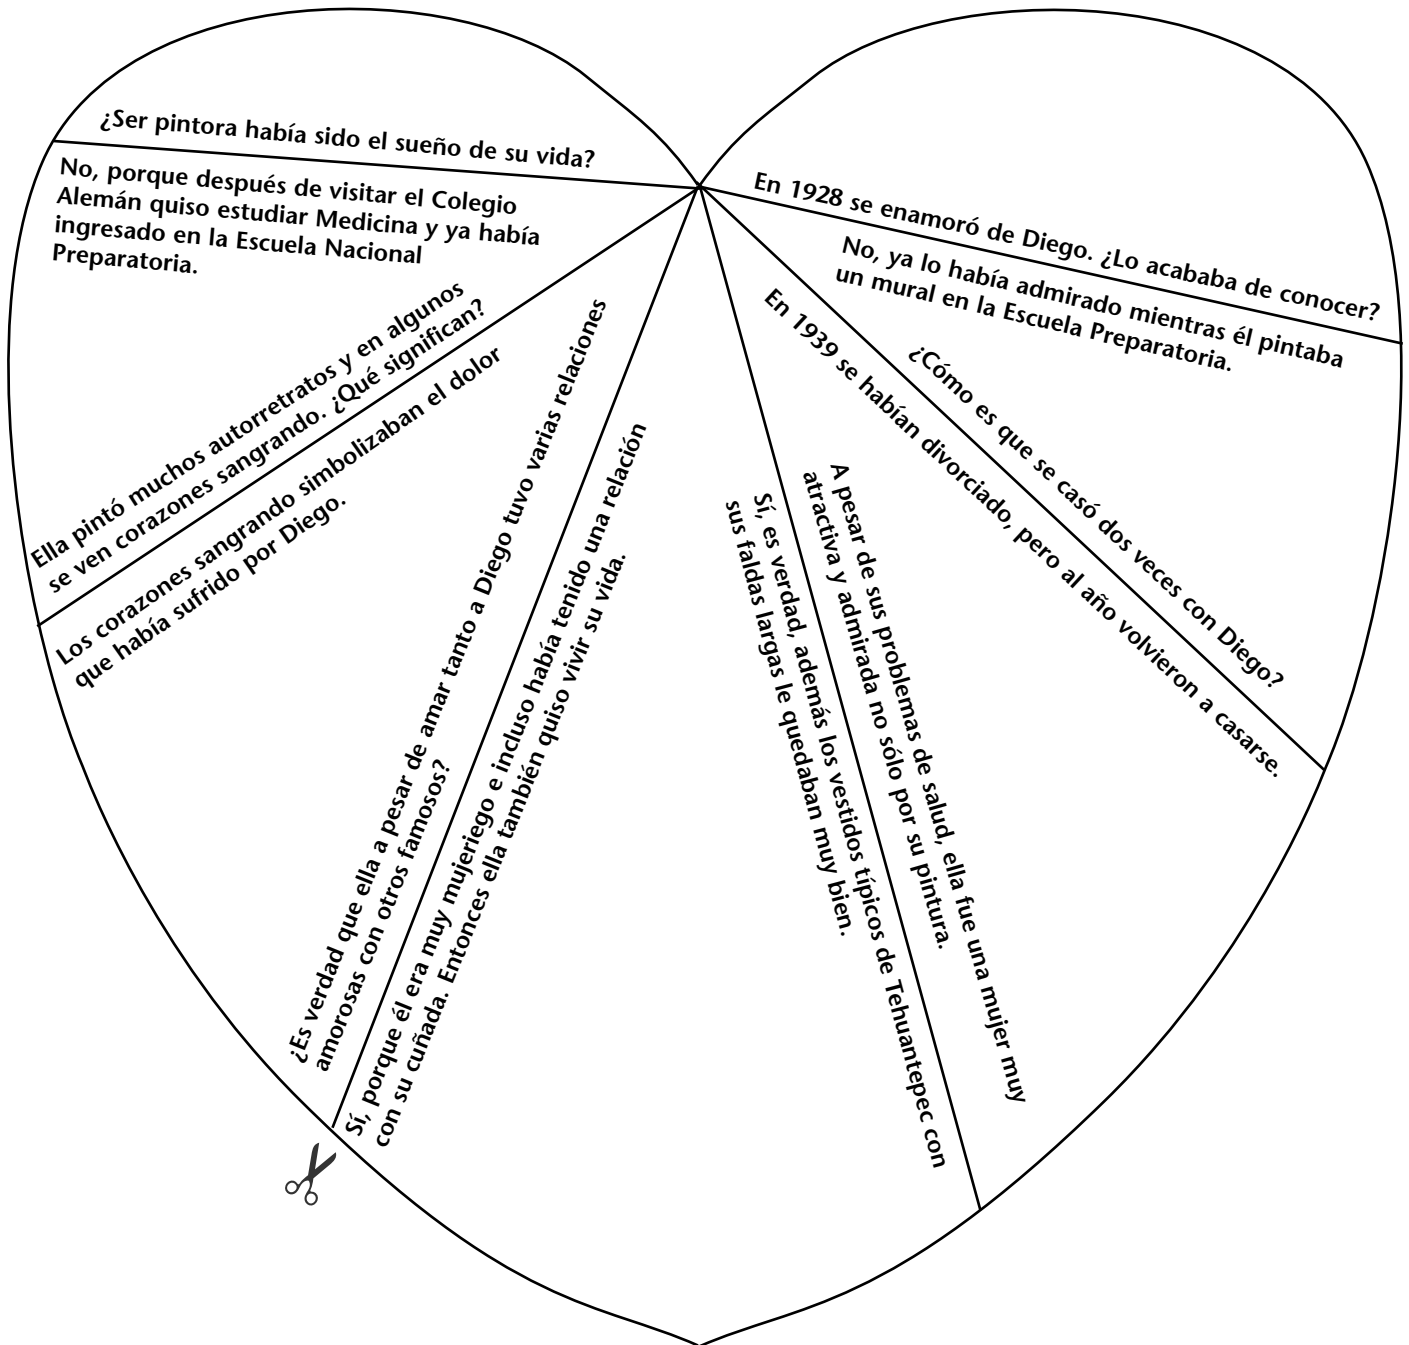 ¿Ser pintora había sido el sueño de su vida?
No, porque después de visitar el Colegio
Alemán quiso estudiar Medicina y ya había
ingresado en la Escuela Nacional
Preparatoria.
Ella pintó muchos autorretratos y en algunos
se ven corazones sangrando. ¿Qué significan?
Los corazones sangrando simbolizaban el dolor
que había sufrido por Diego.
¿Es verdad que ella a pesar de amar tanto a Diego tuvo varias relaciones
amorosas con otros famosos?
Sí, porque él era muy mujeriego e incluso había tenido una relación
con su cuñada. Entonces ella también quiso vivir su vida.
A pesar de sus problemas de salud, ella fue una mujer muy
atractiva y admirada no sólo por su pintura.
Sí, es verdad, además los vestidos típicos de Tehuantepec con
sus faldas largas le quedaban muy bien.
¿Cómo es que se casó dos veces con Diego?
En 1939 se habían divorciado, pero al año volvieron a casarse.
En 1928 se enamoró de Diego. ¿Lo acababa de conocer?
No, ya lo había admirado mientras él pintaba
un mural en la Escuela Preparatoria.